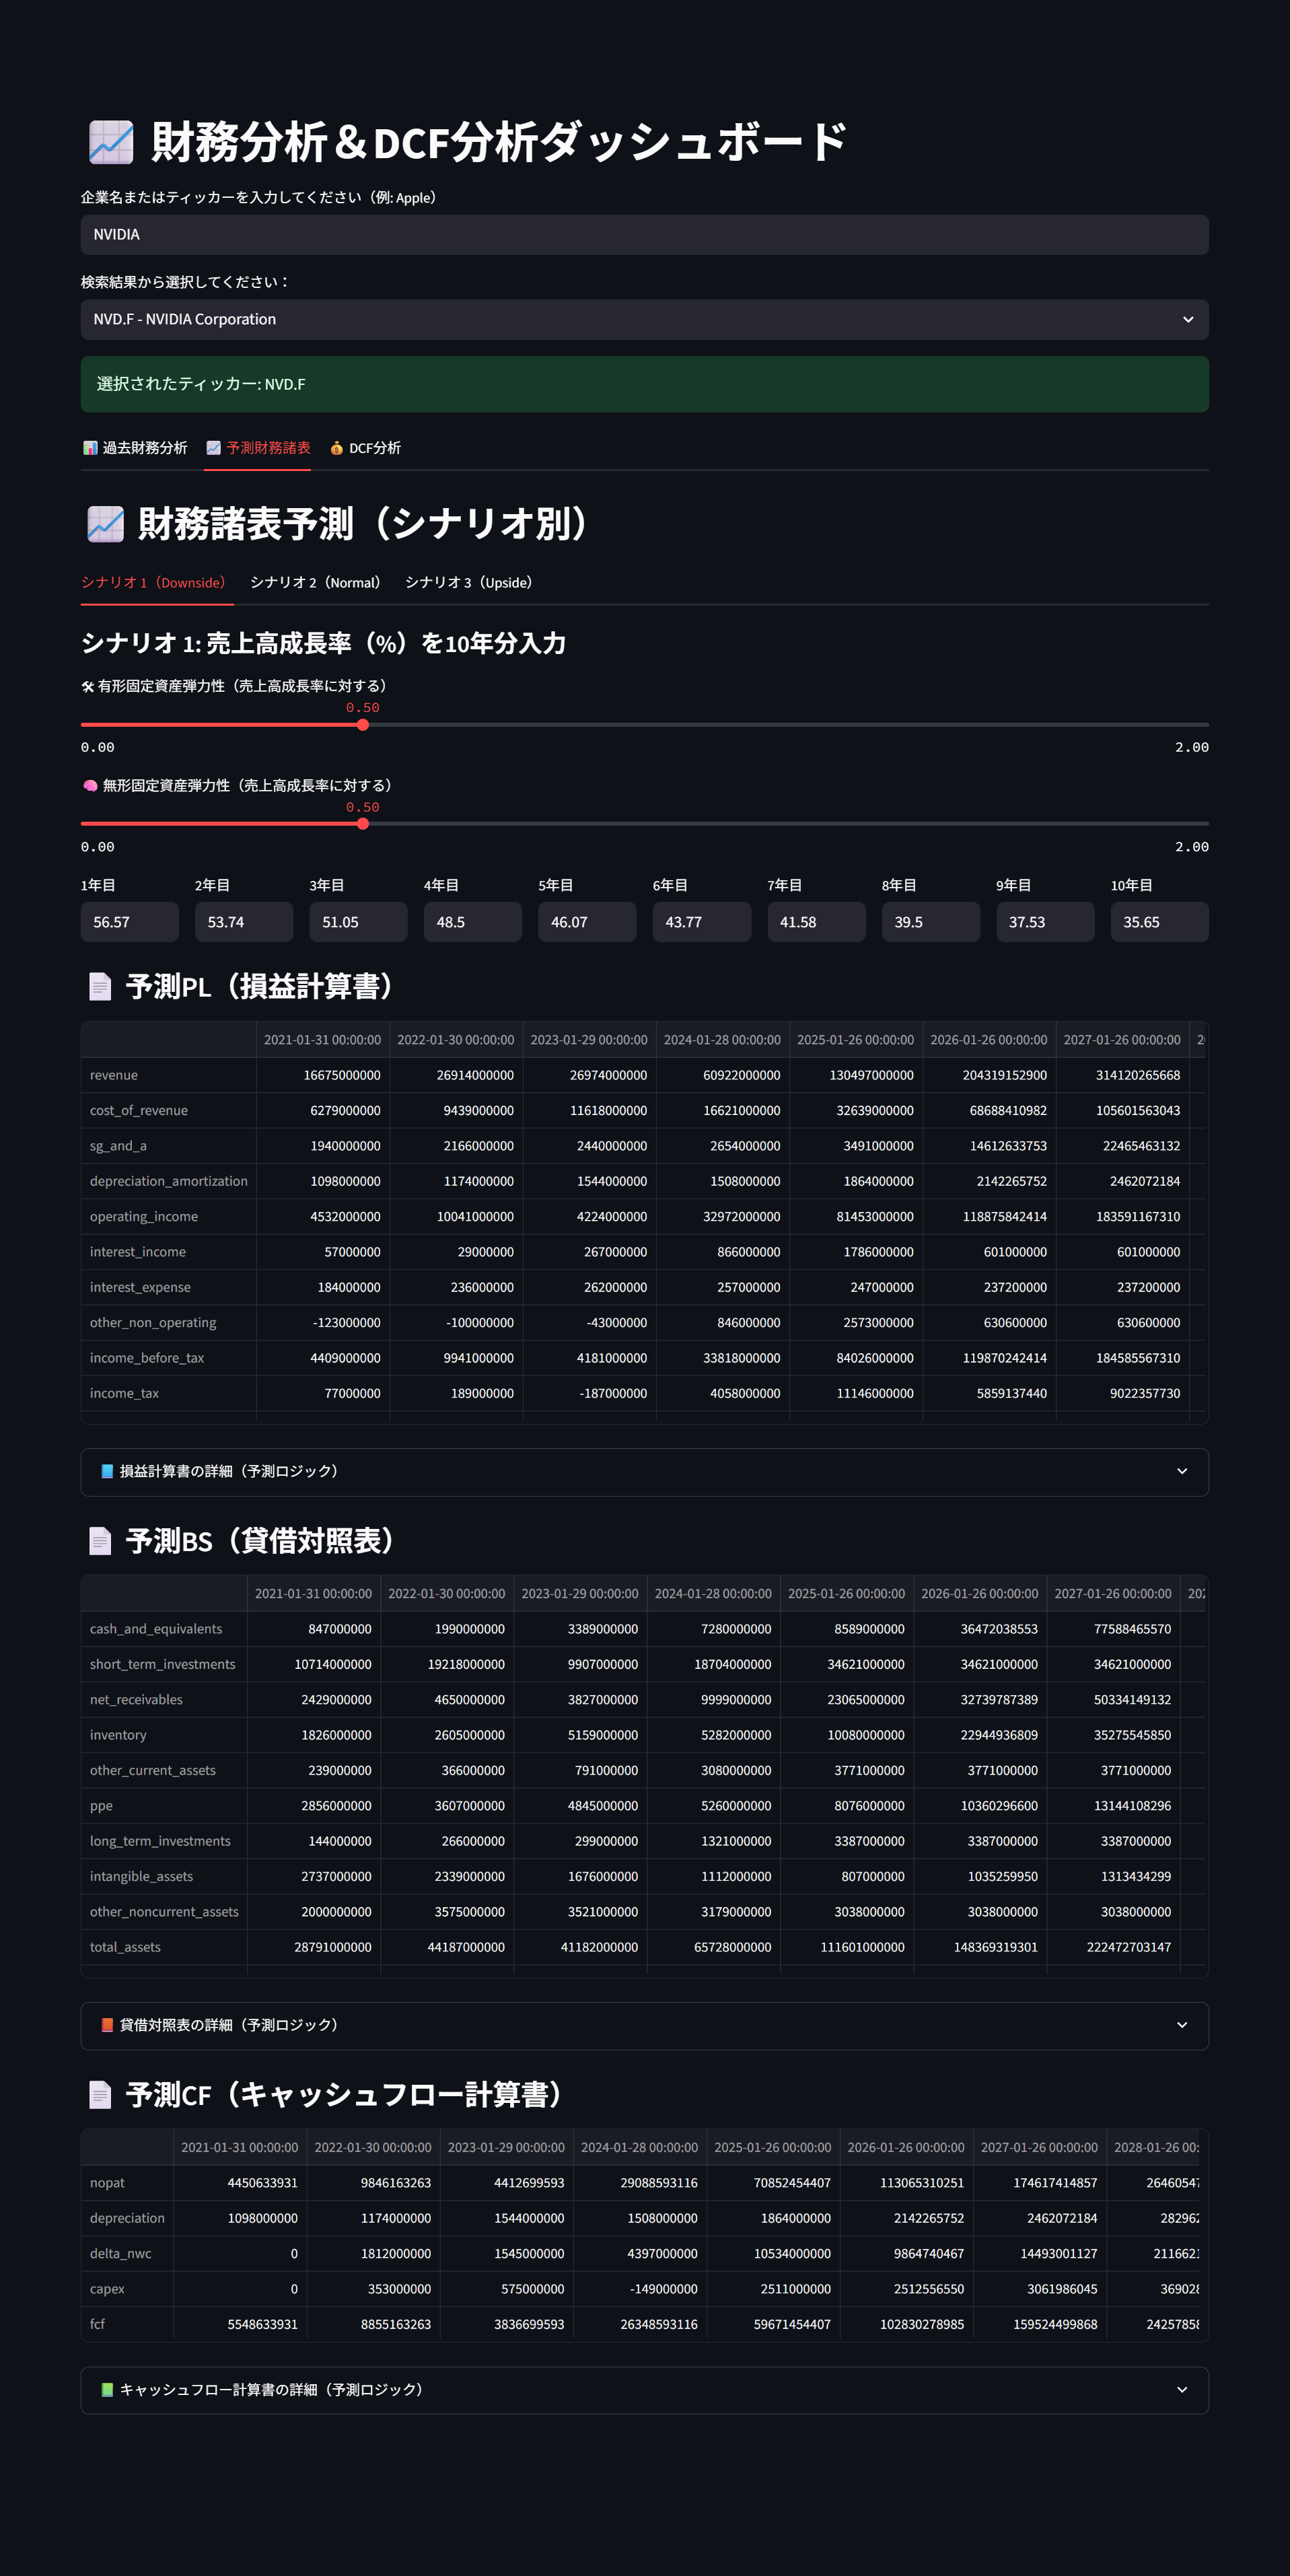 財務分析＆DCF分析ダッシュボード
企業名またはティッカーを入力してください（例: Apple）
NVIDIA
検索結果から選択してください：
NVD.F - NVIDIA Corporation
選択されたティッカー: NVD.F
過去財務分析 予測財務諸表 DCF分析
財務諸表予測（シナリオ別）
シナリオ 1（Downside） シナリオ 2（Normal） シナリオ 3（Upside）
シナリオ 1: 売上高成長率（%）を10年分入力
有形固定資産弾力性（売上高成長率に対する）
0.50
0.00 2.00
無形固定資産弾力性（売上高成長率に対する）
0.50
0.00 2.00
1年目 2年目 3年目 4年目 5年目 6年目 7年目 8年目 9年目 10年目
56.57 53.74 51.05 48.5 46.07 43.77 41.58 39.5 37.53 35.65
予測PL（損益計算書）
2021-01-31 00:00:00 2022-01-30 00:00:00 2023-01-29 00:00:00 2024-01-28 00:00:00 2025-01-26 00:00:00 2026-01-26 00:00:00 2027-01-26 00:00:00
revenue 16675000000 26914000000 26974000000 60922000000 130497000000 204319152900 314120265668
cost_of_revenue 6279000000 9439000000 11618000000 16621000000 32639000000 68688410982 105601563043
sg_and_a 1940000000 2166000000 2440000000 2654000000 3491000000 14612633753 22465463132
depreciation_amortization 1098000000 1174000000 1544000000 1508000000 1864000000 2142265752 2462072184
operating_income 4532000000 10041000000 4224000000 32972000000 81453000000 118875842414 183591167310
interest_income 57000000 29000000 267000000 866000000 1786000000 601000000 601000000
interest_expense 184000000 236000000 262000000 257000000 247000000 237200000 237200000
other_non_operating -123000000 -100000000 -43000000 846000000 2573000000 630600000 630600000
income_before_tax 4409000000 9941000000 4181000000 33818000000 84026000000 119870242414 184585567310
income_tax 77000000 189000000 -187000000 4058000000 11146000000 5859137440 9022357730
損益計算書の詳細（予測ロジック）
予測BS（貸借対照表）
2021-01-31 00:00:00 2022-01-30 00:00:00 2023-01-29 00:00:00 2024-01-28 00:00:00 2025-01-26 00:00:00 2026-01-26 00:00:00 2027-01-26 00:00:00
cash_and_equivalents 847000000 1990000000 3389000000 7280000000 8589000000 36472038553 77588465570
short_term_investments 10714000000 19218000000 9907000000 18704000000 34621000000 34621000000 34621000000
net_receivables 2429000000 4650000000 3827000000 9999000000 23065000000 32739787389 50334149132
inventory 1826000000 2605000000 5159000000 5282000000 10080000000 22944936809 35275545850
other_current_assets 239000000 366000000 791000000 3080000000 3771000000 3771000000 3771000000
ppe 2856000000 3607000000 4845000000 5260000000 8076000000 10360296600 13144108296
long_term_investments 144000000 266000000 299000000 1321000000 3387000000 3387000000 3387000000
intangible_assets 2737000000 2339000000 1676000000 1112000000 807000000 1035259950 1313434299
other_noncurrent_assets 2000000000 3575000000 3521000000 3179000000 3038000000 3038000000 3038000000
total_assets 28791000000 44187000000 41182000000 65728000000 111601000000 148369319301 222472703147
貸借対照表の詳細（予測ロジック）
予測CF（キャッシュフロー計算書）
2021-01-31 00:00:00 2022-01-30 00:00:00 2023-01-29 00:00:00 2024-01-28 00:00:00 2025-01-26 00:00:00 2026-01-26 00:00:00 2027-01-26 00:00:00 2028-01-26 00:
nopat 4450633931 9846163263 4412699593 29088593116 70852454407 113065310251 174617414857 26460547
depreciation 1098000000 1174000000 1544000000 1508000000 1864000000 2142265752 2462072184 282962
delta_nwc 0 1812000000 1545000000 4397000000 10534000000 9864740467 14493001127 2116621
capex 0 353000000 575000000 -149000000 2511000000 2512556550 3061986045 369028
fcf 5548633931 8855163263 3836699593 26348593116 59671454407 102830278985 159524499868 24257858
キャッシュフロー計算書の詳細（予測ロジック）